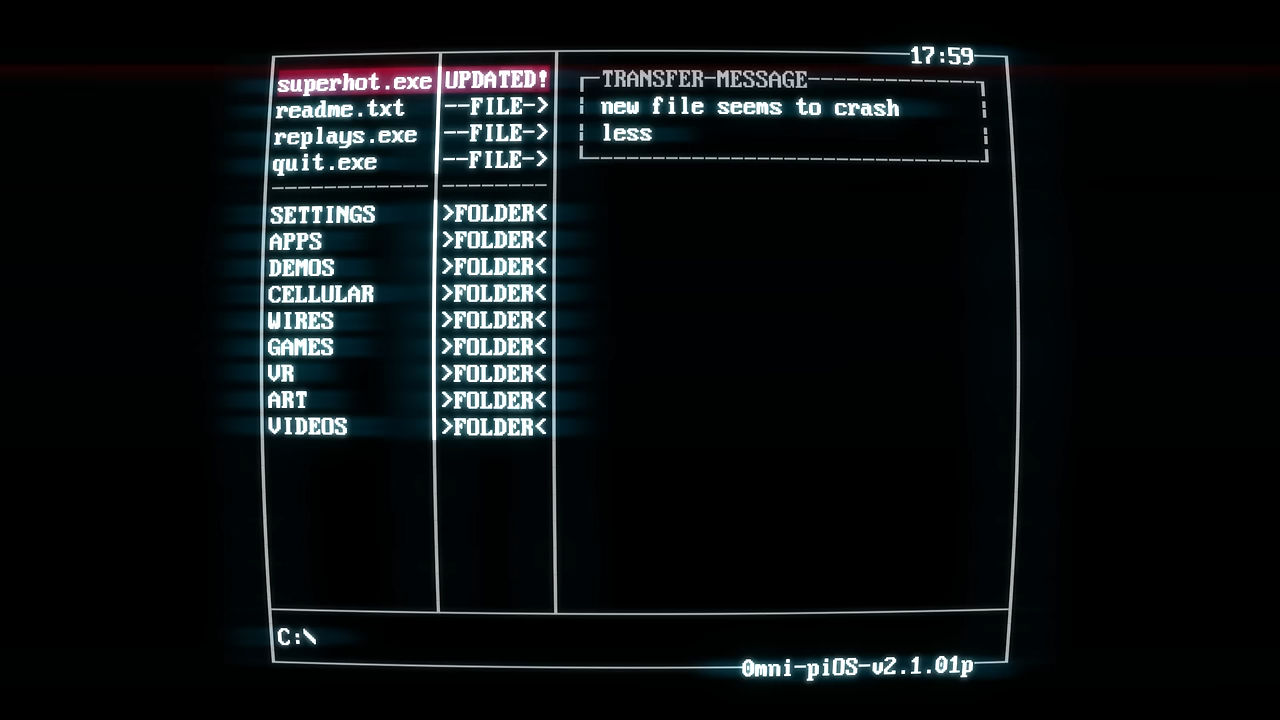 17:59
superhot.exe UPDATED!
readme.txt --FILE->
replays.exe --FILE->
quit.exe --FILE->
SETTINGS >FOLDER<
APPS >FOLDER<
DEMOS >FOLDER<
CELLULAR >FOLDER<
WIRES >FOLDER<
GAMES >FOLDER<
VR >FOLDER<
ART >FOLDER<
VIDEOS >FOLDER<
TRANSFER-MESSAGE
new file seems to crash
less
C:\
0mni-piOS-v2.1.01p